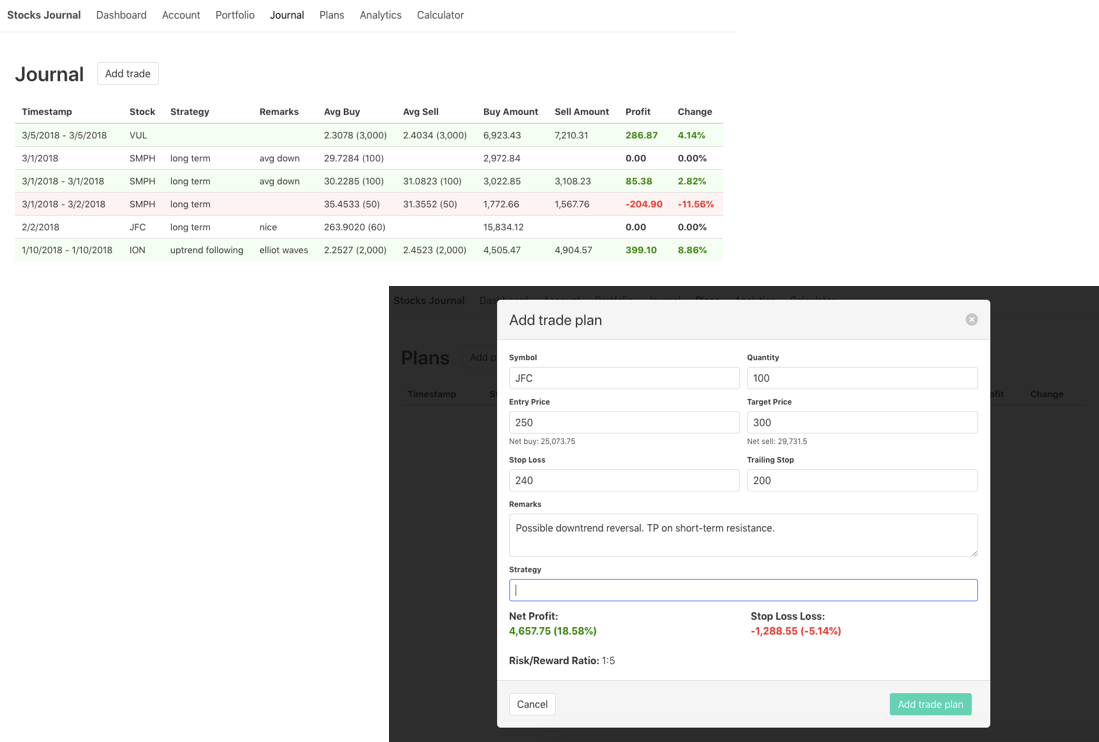 Stocks Journal Dashboard Account Portfolio Journal Plans Analytics Calculator
Journal Add trade
Timestamp Stock Strategy Remarks Avg Buy Avg Sell Buy Amount Sell Amount Profit Change
3/5/2018 - 3/5/2018 VUL 2.3078 (3,000) 2.4034 (3,000) 6,923.43 7,210.31 286.87 4.14%
3/1/2018 SMPH long term avg down 29.7284 (100) 2,972.84 0.00 0.00%
3/1/2018 - 3/1/2018 SMPH long term avg down 30.2285 (100) 31.0823 (100) 3,022.85 3,108.23 85.38 2.82%
3/1/2018 - 3/2/2018 SMPH long term 35.4533 (50) 31.3552 (50) 1,772.66 1,567.76 -204.90 -11.56%
2/2/2018 JFC long term nice 263.9020 (60) 15,834.12 0.00 0.00%
1/10/2018 - 1/10/2018 ION uptrend following elliot waves 2.2527 (2,000) 2.4523 (2,000) 4,505.47 4,904.57 399.10 8.86%
Stocks Journal
Add trade plan
Plans
Timestamp Change
Symbol Quantity
JFC 100
Entry Price Target Price
250 300
Net buy: 25,073.75 Net sell: 29,731.5
Stop Loss Trailing Stop
240 200
Remarks
Possible downtrend reversal. TP on short-term resistance.
Strategy
Net Profit: Stop Loss Loss:
4,657.75 (18.58%) -1,288.55 (-5.14%)
Risk/Reward Ratio: 1:5
Cancel Add trade plan